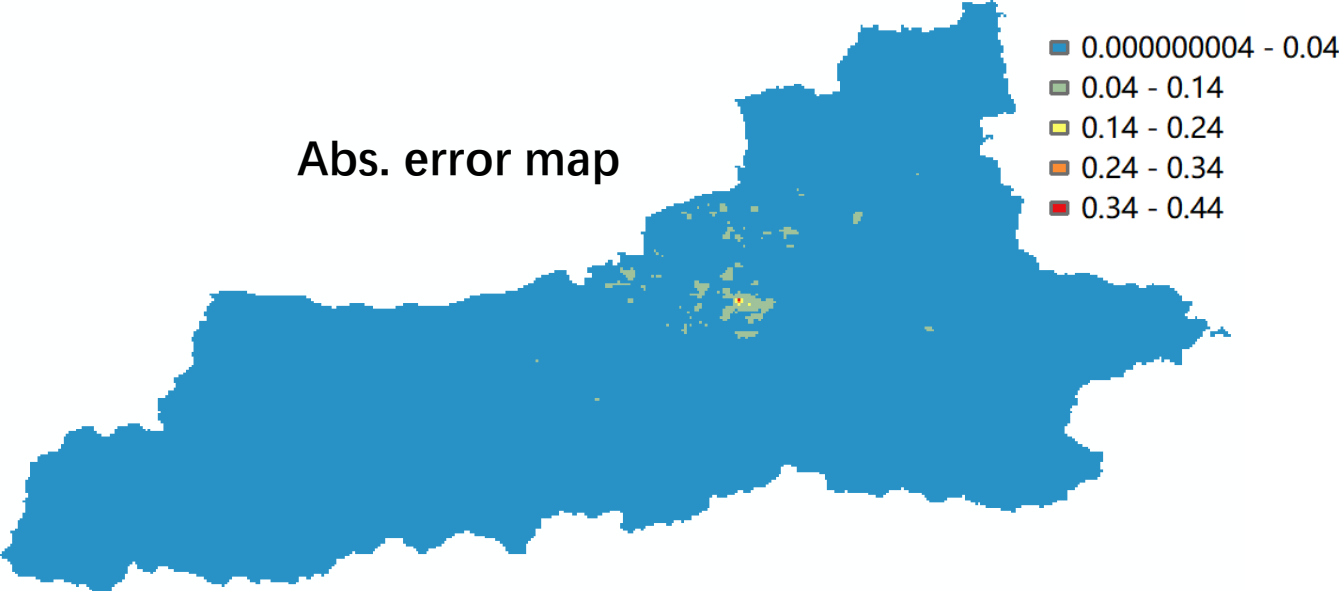 Abs. error map
0.000000004 - 0.04
0.04 - 0.14
0.14 - 0.24
0.24 - 0.34
0.34 - 0.44